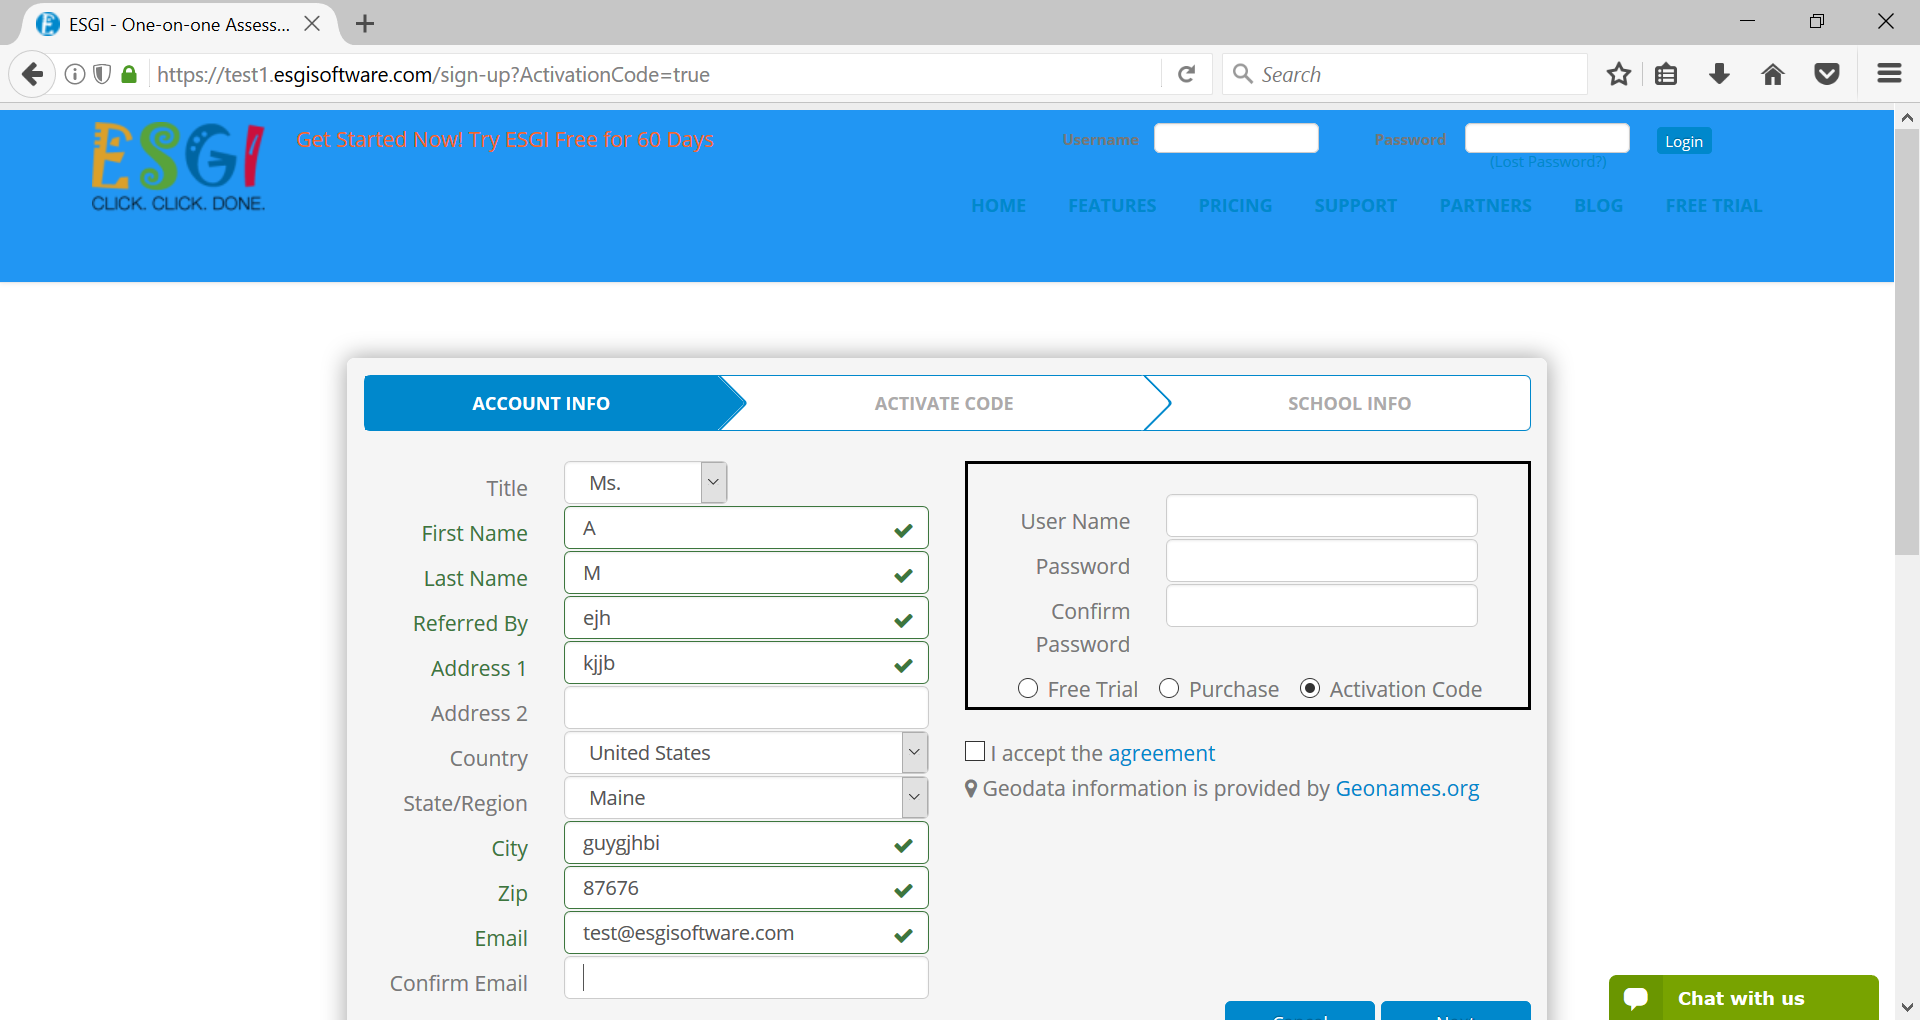 ESGI - One-on-one Assess...
https://test1.esgisoftware.com/sign-up?ActivationCode=true
Search
ESGI
CLICK. CLICK. DONE.
Get Started Now! Try ESGI Free for 60 Days
Username
Password
Login
(Lost Password?)
HOME FEATURES PRICING SUPPORT PARTNERS BLOG FREE TRIAL
ACCOUNT INFO ACTIVATE CODE SCHOOL INFO
Title Ms.
First Name A
Last Name M
Referred By ejh
Address 1 kjjb
Address 2
Country United States
State/Region Maine
City guygjhbi
Zip 87676
Email test@esgisoftware.com
Confirm Email
User Name
Password
Confirm
Password
Free Trial Purchase Activation Code
I accept the agreement
Geodata information is provided by Geonames.org
Chat with us